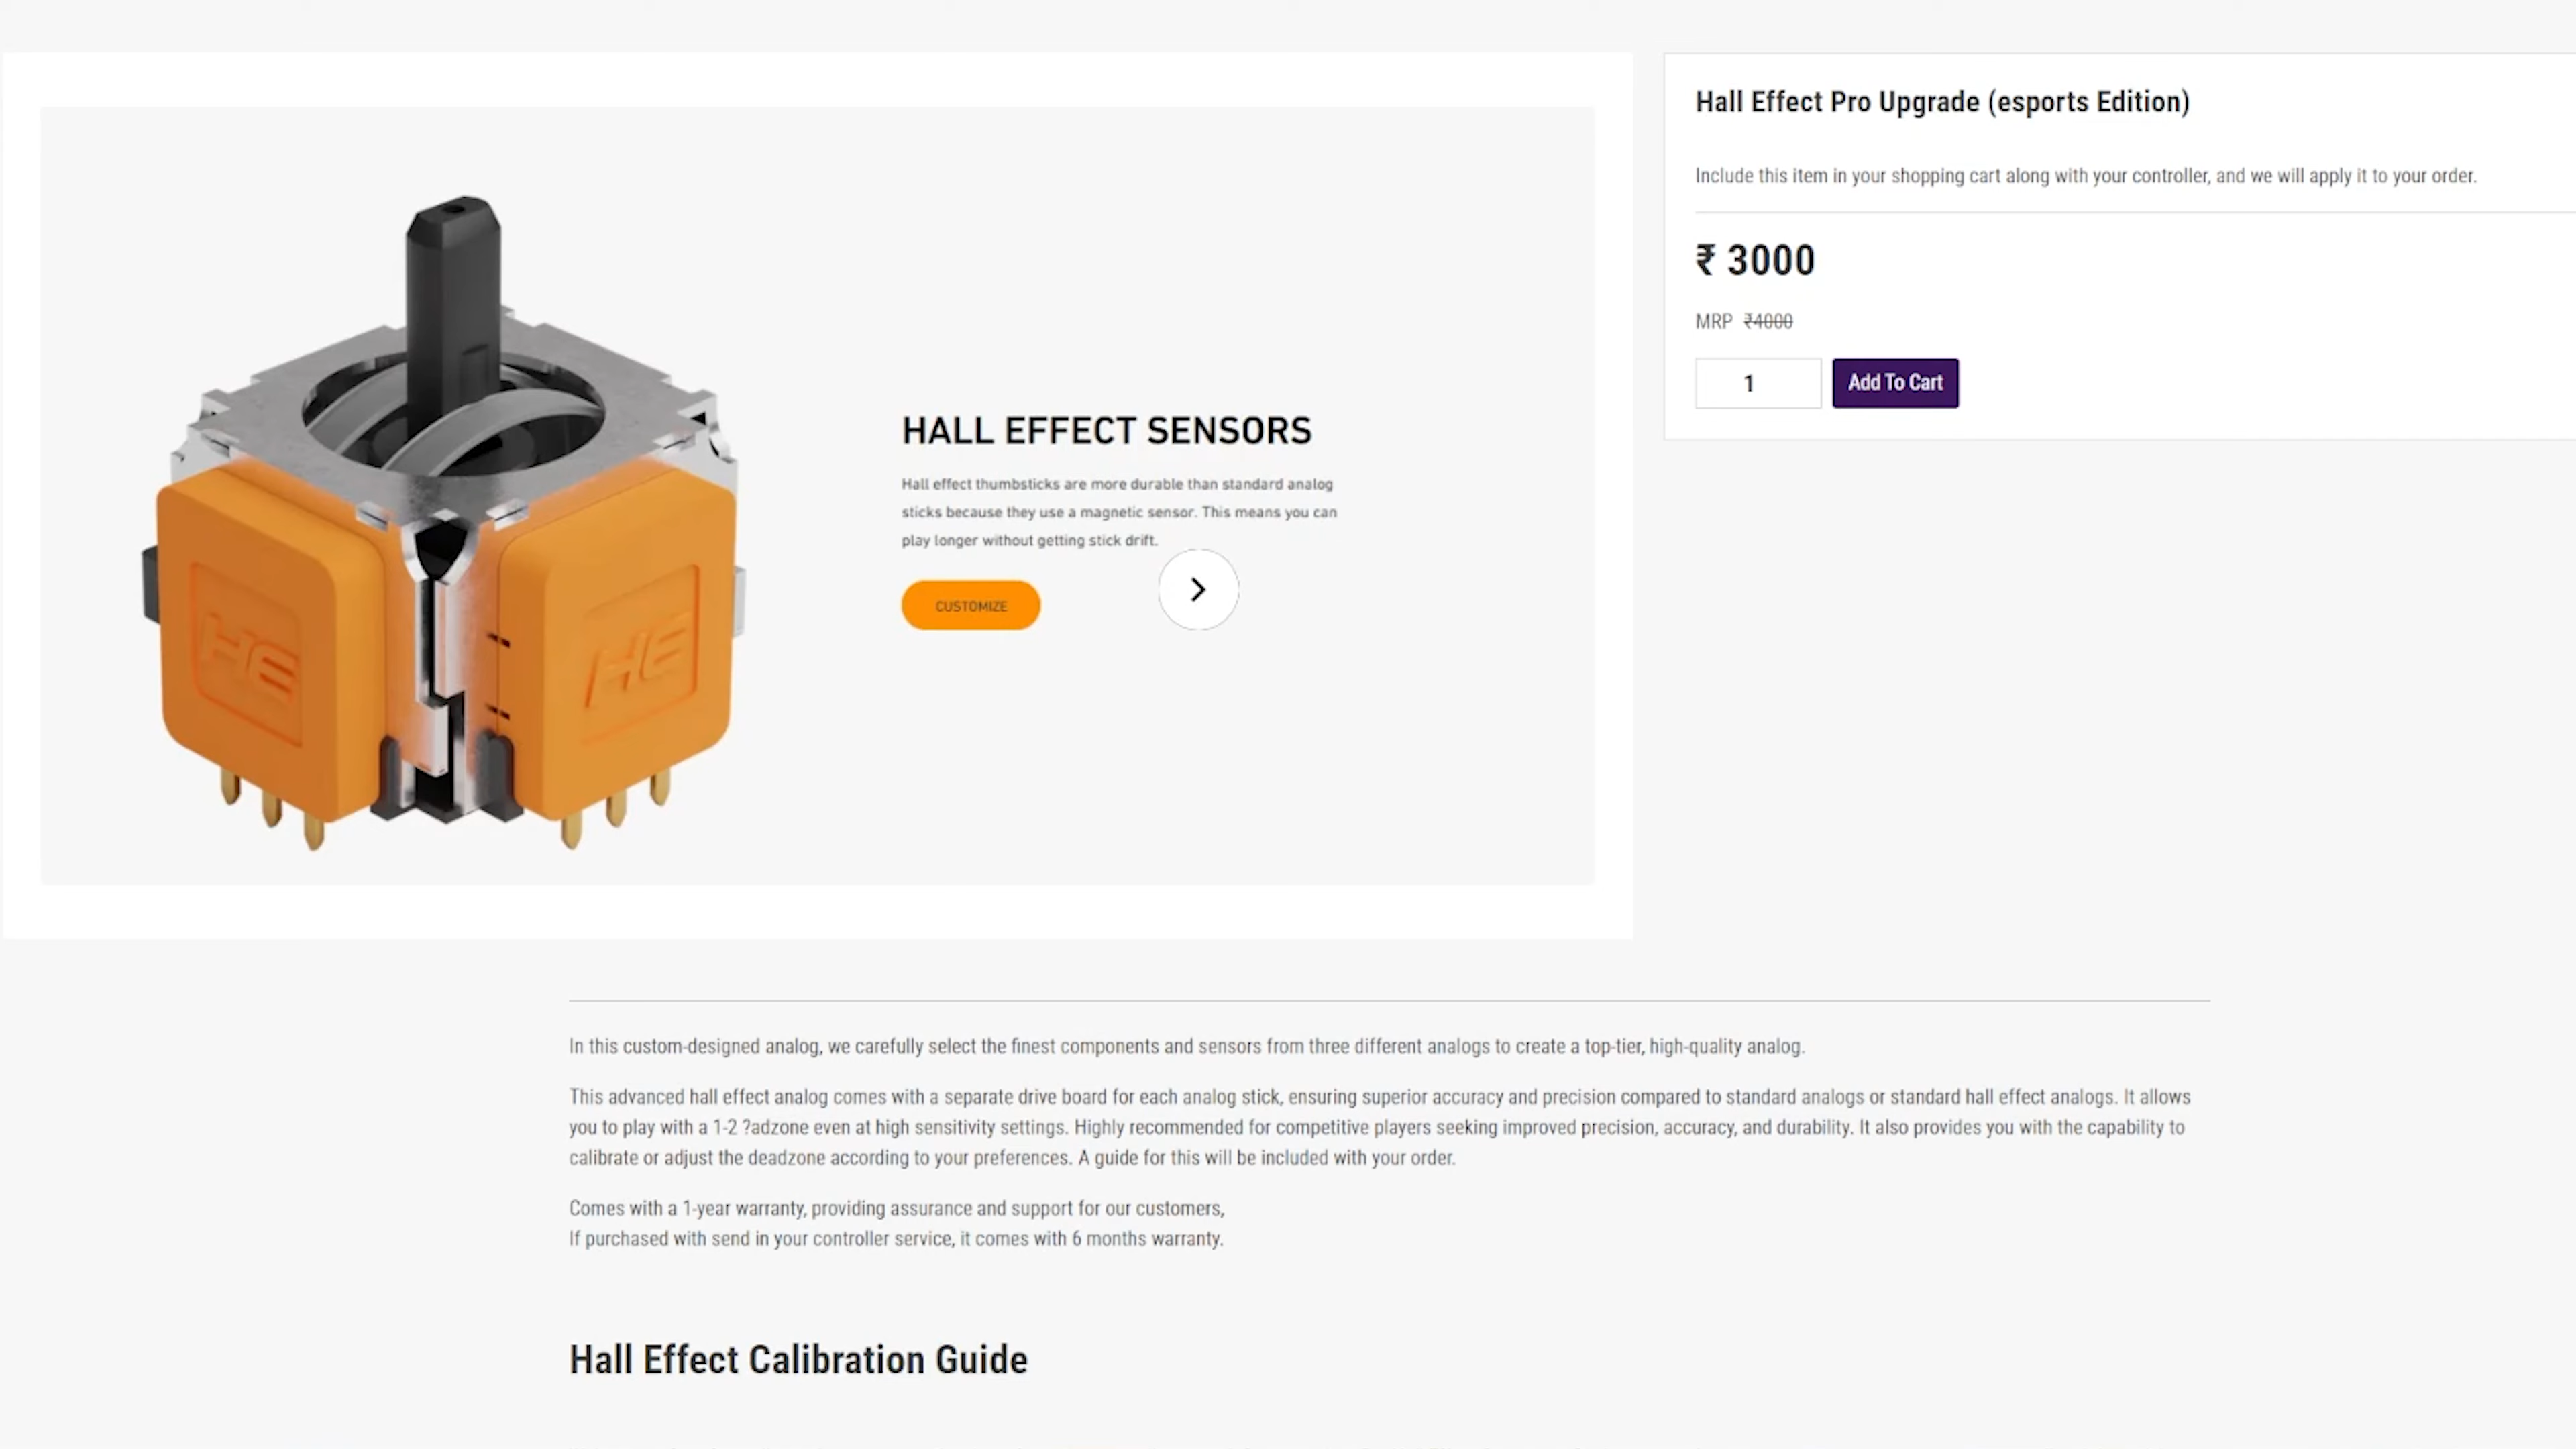 Hall Effect Pro Upgrade (esports Edition)
Include this item in your shopping cart along with your controller, and we will apply it to your order.
₹ 3000
MRP ₹4000
1
Add To Cart
HALL EFFECT SENSORS
Hall effect thumbsticks are more durable than standard analog
sticks because they use a magnetic sensor. This means you can
play longer without getting stick drift.
CUSTOMIZE
HE
HE
In this custom-designed analog, we carefully select the finest components and sensors from three different analogs to create a top-tier, high-quality analog.
This advanced hall effect analog comes with a separate drive board for each analog stick, ensuring superior accuracy and precision compared to standard analogs or standard hall effect analogs. It allows
you to play with a 1-2 ?adzone even at high sensitivity settings. Highly recommended for competitive players seeking improved precision, accuracy, and durability. It also provides you with the capability to
calibrate or adjust the deadzone according to your preferences. A guide for this will be included with your order.
Comes with a 1-year warranty, providing assurance and support for our customers,
If purchased with send in your controller service, it comes with 6 months warranty.
Hall Effect Calibration Guide